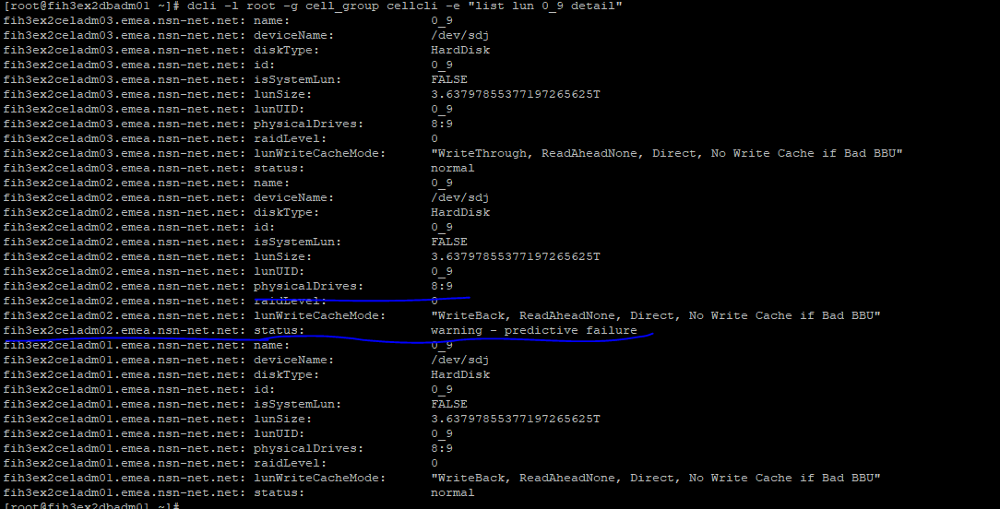 [root@fih3ex2dbadm01 ~]# dcli -l root -g cell_group cellcli -e "list lun 0_9 detail"
fih3ex2celadm03.emea.nsn-net.net: name: 0_9
fih3ex2celadm03.emea.nsn-net.net: deviceName: /dev/sdj
fih3ex2celadm03.emea.nsn-net.net: diskType: HardDisk
fih3ex2celadm03.emea.nsn-net.net: id: 0_9
fih3ex2celadm03.emea.nsn-net.net: isSystemLun: FALSE
fih3ex2celadm03.emea.nsn-net.net: lunSize: 3.63797855377197265625T
fih3ex2celadm03.emea.nsn-net.net: lunUID: 0_9
fih3ex2celadm03.emea.nsn-net.net: physicalDrives: 8:9
fih3ex2celadm03.emea.nsn-net.net: raidLevel: 0
fih3ex2celadm03.emea.nsn-net.net: lunWriteCacheMode: "WriteThrough, ReadAheadNone, Direct, No Write Cache if Bad BBU"
fih3ex2celadm03.emea.nsn-net.net: status: normal
fih3ex2celadm02.emea.nsn-net.net: name: 0_9
fih3ex2celadm02.emea.nsn-net.net: deviceName: /dev/sdj
fih3ex2celadm02.emea.nsn-net.net: diskType: HardDisk
fih3ex2celadm02.emea.nsn-net.net: id: 0_9
fih3ex2celadm02.emea.nsn-net.net: isSystemLun: FALSE
fih3ex2celadm02.emea.nsn-net.net: lunSize: 3.63797855377197265625T
fih3ex2celadm02.emea.nsn-net.net: lunUID: 0_9
fih3ex2celadm02.emea.nsn-net.net: physicalDrives: 8:9
fih3ex2celadm02.emea.nsn-net.net: raidLevel: 0
fih3ex2celadm02.emea.nsn-net.net: lunWriteCacheMode: "WriteBack, ReadAheadNone, Direct, No Write Cache if Bad BBU"
fih3ex2celadm02.emea.nsn-net.net: status: warning - predictive failure
fih3ex2celadm01.emea.nsn-net.net: name: 0_9
fih3ex2celadm01.emea.nsn-net.net: deviceName: /dev/sdj
fih3ex2celadm01.emea.nsn-net.net: diskType: HardDisk
fih3ex2celadm01.emea.nsn-net.net: id: 0_9
fih3ex2celadm01.emea.nsn-net.net: isSystemLun: FALSE
fih3ex2celadm01.emea.nsn-net.net: lunSize: 3.63797855377197265625T
fih3ex2celadm01.emea.nsn-net.net: lunUID: 0_9
fih3ex2celadm01.emea.nsn-net.net: physicalDrives: 8:9
fih3ex2celadm01.emea.nsn-net.net: raidLevel: 0
fih3ex2celadm01.emea.nsn-net.net: lunWriteCacheMode: "WriteBack, ReadAheadNone, Direct, No Write Cache if Bad BBU"
fih3ex2celadm01.emea.nsn-net.net: status: normal
[root@fih3ex2dbadm01 ~]#